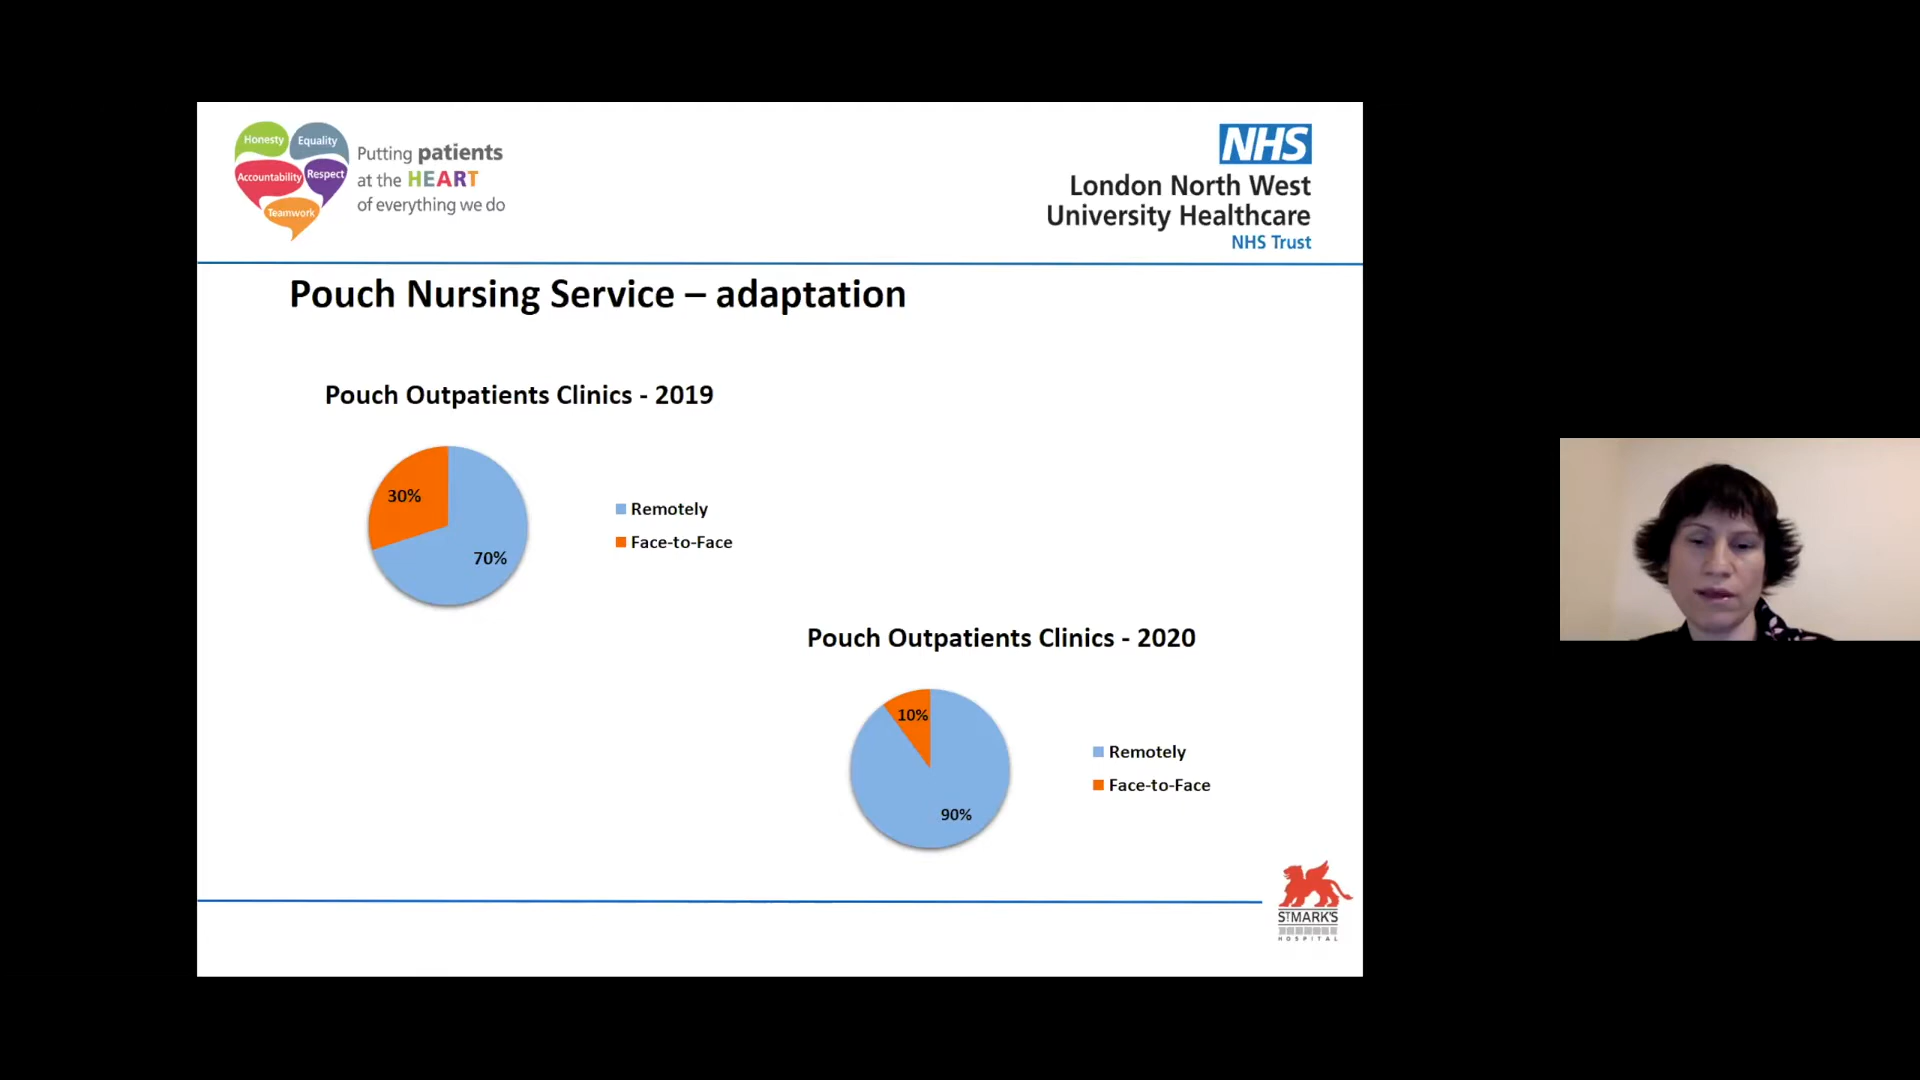 Honesty
Equality
Accountability
Respect
Teamwork
Putting patients
at the HEART
of everything we do
NHS
London North West
University Healthcare
NHS Trust
Pouch Nursing Service – adaptation
Pouch Outpatients Clinics - 2019
30%
70%
Remotely
Face-to-Face
Pouch Outpatients Clinics - 2020
10%
90%
Remotely
Face-to-Face
ST MARK'S
HOSPITAL